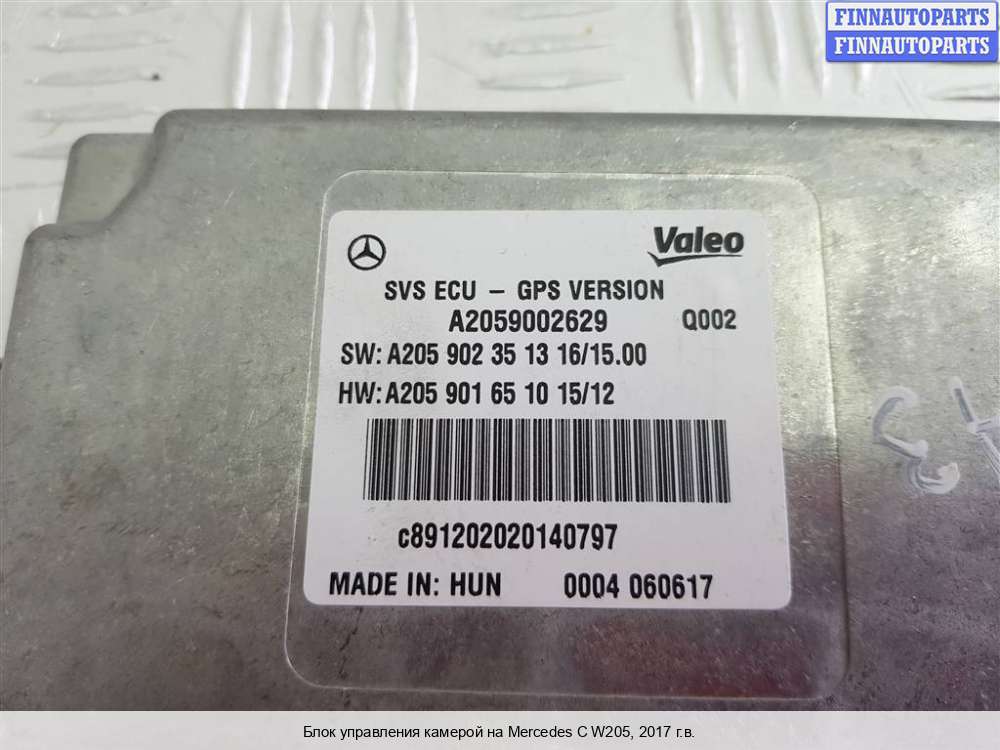 FINNAUTOPARTS
FINNAUTOPARTS
Valeo
SVS ECU - GPS VERSION
A2059002629 Q002
SW: A205 902 35 13 16/15.00
HW: A205 901 65 10 15/12
c891202020140797
MADE IN: HUN 0004 060617
Блок управления камерой на Mercedes C W205, 2017 г.в.